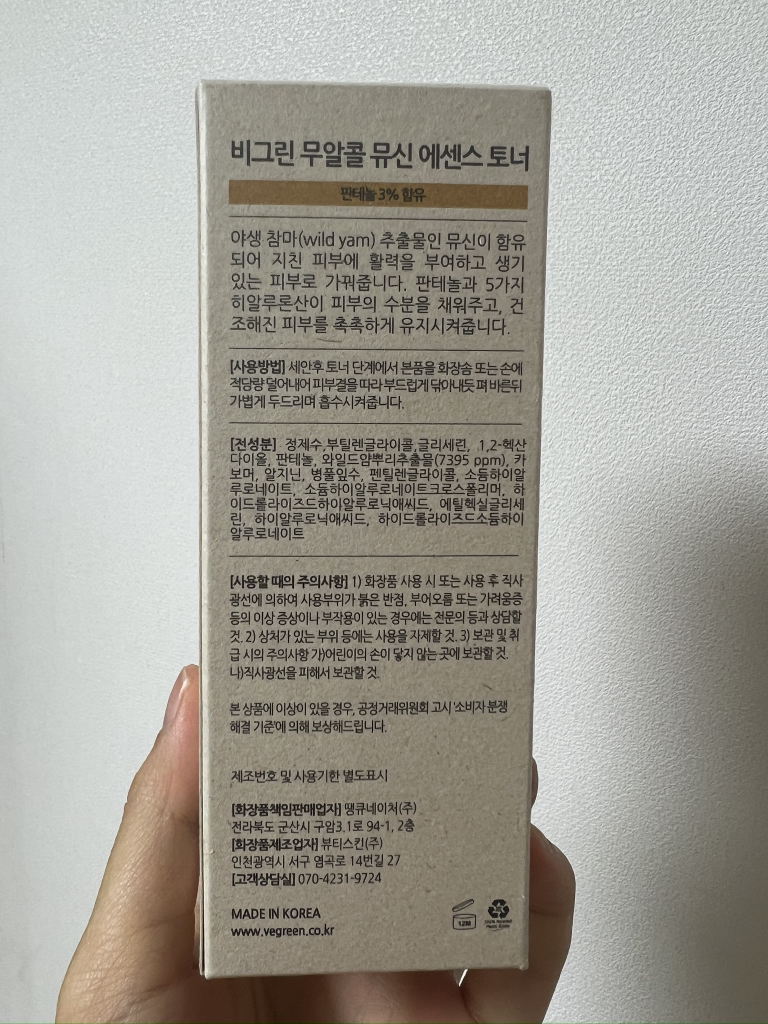 비그린 무알콜 뮤신 에센스 토너
판테놀 3% 함유
야생 참마(wild yam) 추출물인 뮤신이 함유
되어 지친 피부에 활력을 부여하고 생기
있는 피부로 가꿔줍니다. 판테놀과 5가지
히알루론산이 피부의 수분을 채워주고, 건
조해진 피부를 촉촉하게 유지시켜줍니다.
[사용방법] 세안후 토너 단계에서 본품을 화장솜 또는 손에
적당량 덜어내어 피부결을 따라 부드럽게 닦아내듯 펴 바른뒤
가볍게 두드리며 흡수시켜줍니다.
[전성분] 정제수,부틸렌글라이콜,글리세린, 1,2-헥산
다이올, 판테놀, 와일드얌뿌리추출물(7395 ppm), 카
보머, 알지닌, 병풀잎수, 펜틸렌글라이콜, 소듐하이알
루로네이트, 소듐하이알루로네이트크로스폴리머, 하
이드롤라이즈드하이알루로닉애씨드, 에틸헥실글리세
린, 하이알루로닉애씨드, 하이드롤라이즈드소듐하이
알루로네이트
[사용할 때의 주의사항] 1) 화장품 사용 시 또는 사용 후 직사
광선에 의하여 사용부위가 붉은 반점, 부어오름 또는 가려움증
등의 이상 증상이나 부작용이 있는 경우에는 전문의 등과 상담할
것. 2) 상처가 있는 부위 등에는 사용을 자제할 것. 3) 보관 및 취
급 시의 주의사항 가)어린이의 손이 닿지 않는 곳에 보관할 것.
나)직사광선을 피해서 보관할 것.
본 상품에 이상이 있을 경우, 공정거래위원회 고시 '소비자 분쟁
해결 기준'에 의해 보상해드립니다.
제조번호 및 사용기한 별도표시
[화장품책임판매업자] 땡큐네이처(주)
전라북도 군산시 구암3.1로 94-1, 2층
[화장품제조업자] 뷰티스킨(주)
인천광역시 서구 염곡로 14번길 27
[고객상담실] 070-4231-9724
MADE IN KOREA
www.vegreen.co.kr
12M